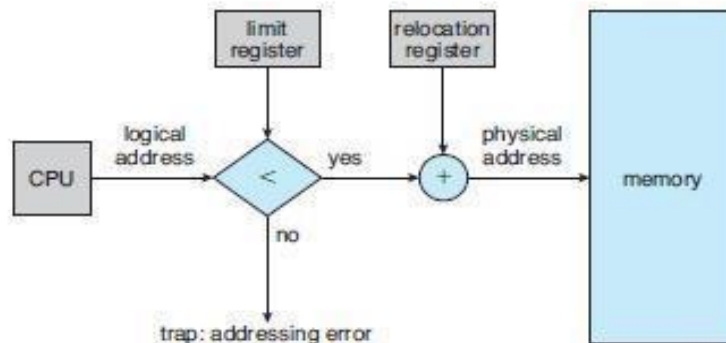 limit
register
relocation
register
logical
address
physical
address
CPU
<
yes
+
memory
no
trap: addressing error